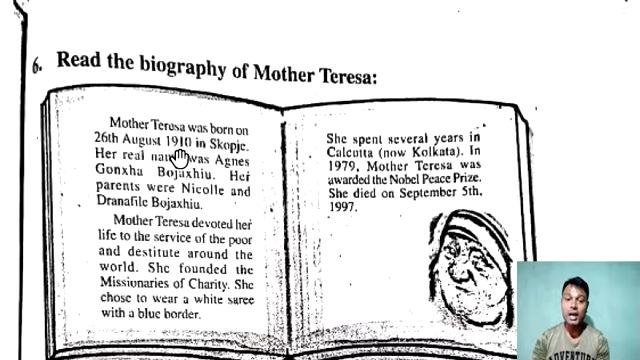 6. Read the biography of Mother Teresa:
Mother Teresa was born on
26th August 1910 in Skopje.
Her real name was Agnes
Gonxha Bojaxhiu. Her
parents were Nicolle and
Dranafile Bojaxhiu.
Mother Teresa devoted her
life to the service of the poor
and destitute around the
world. She founded the
Missionaries of Charity. She
chose to wear a white saree
with a blue border.
She spent several years in
Calcutta (now Kolkata). In
1979, Mother Teresa was
awarded the Nobel Peace Prize.
She died on September 5th,
1997.
ADVENTURE